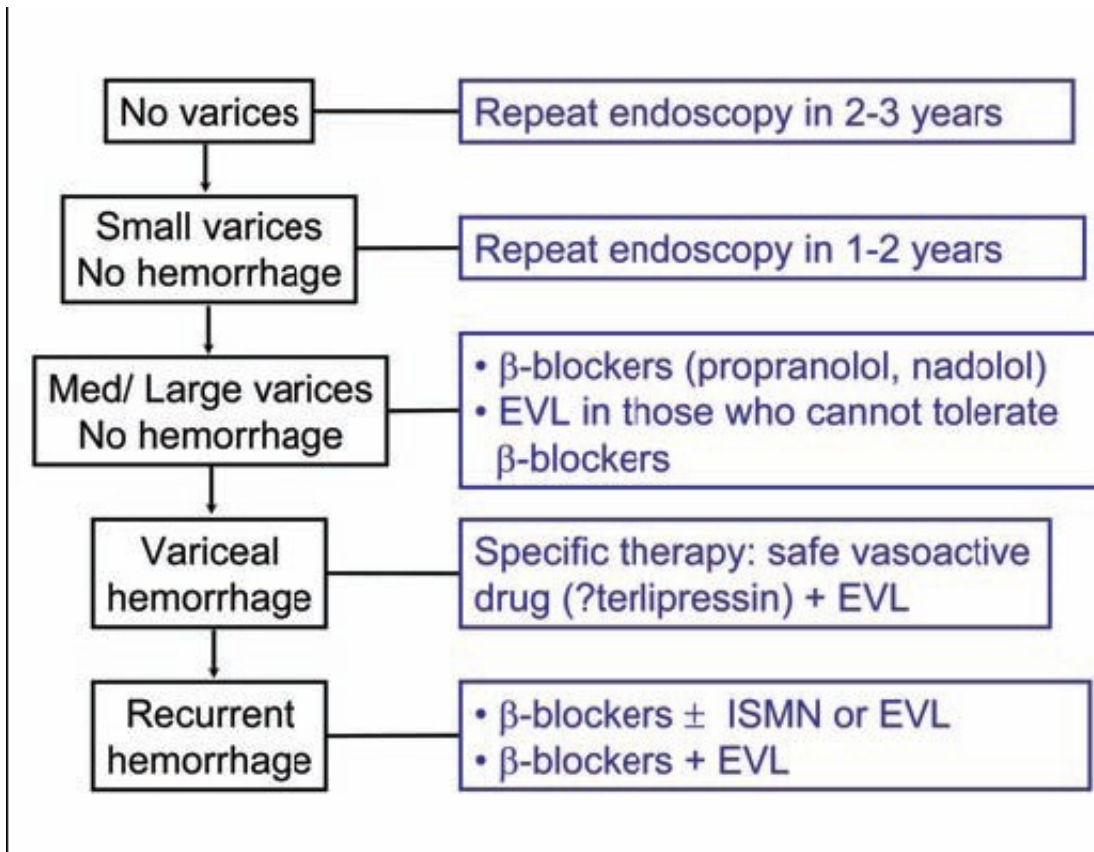 No varices
Repeat endoscopy in 2-3 years
Small varices
No hemorrhage
Repeat endoscopy in 1-2 years
Med/ Large varices
No hemorrhage
• β-blockers (propranolol, nadolol)
• EVL in those who cannot tolerate
β-blockers
Variceal
hemorrhage
Specific therapy: safe vasoactive
drug (?terlipressin) + EVL
Recurrent
hemorrhage
• β-blockers ± ISMN or EVL
• β-blockers + EVL